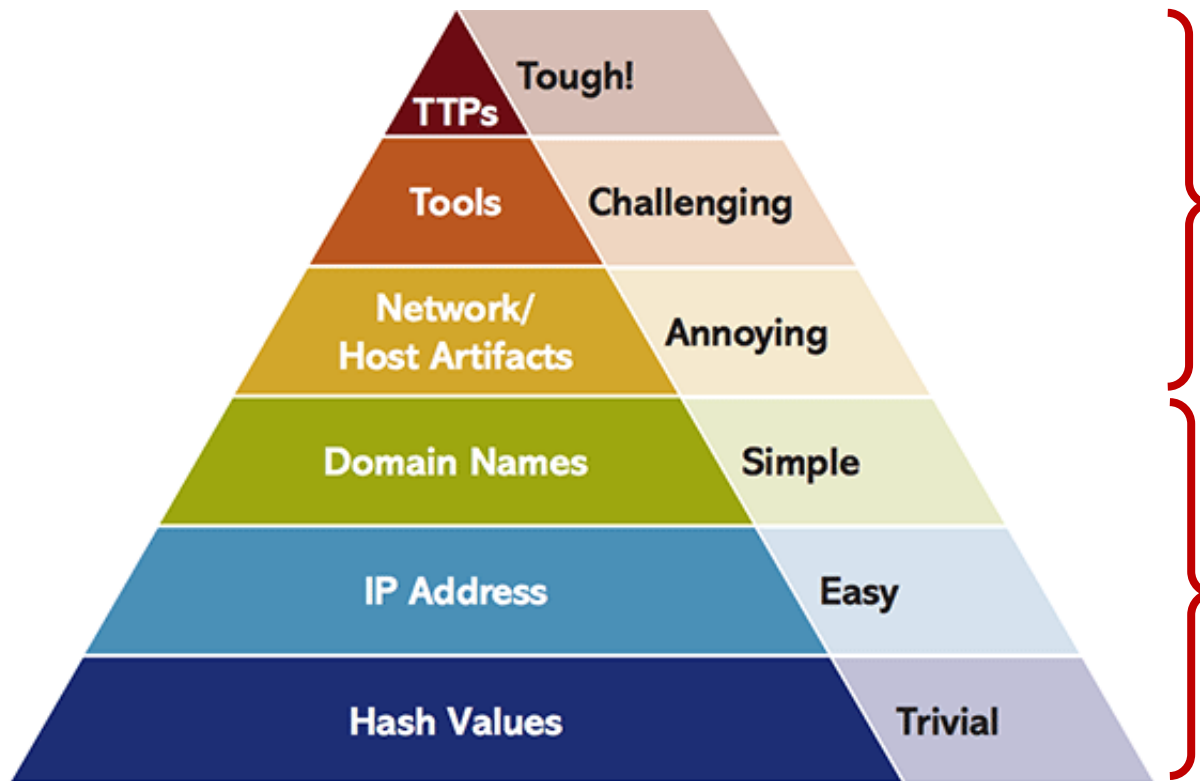 Tough!
TTPs
Tools
Challenging
Network/
Host Artifacts
Annoying
Domain Names
Simple
IP Address
Easy
Hash Values
Trivial